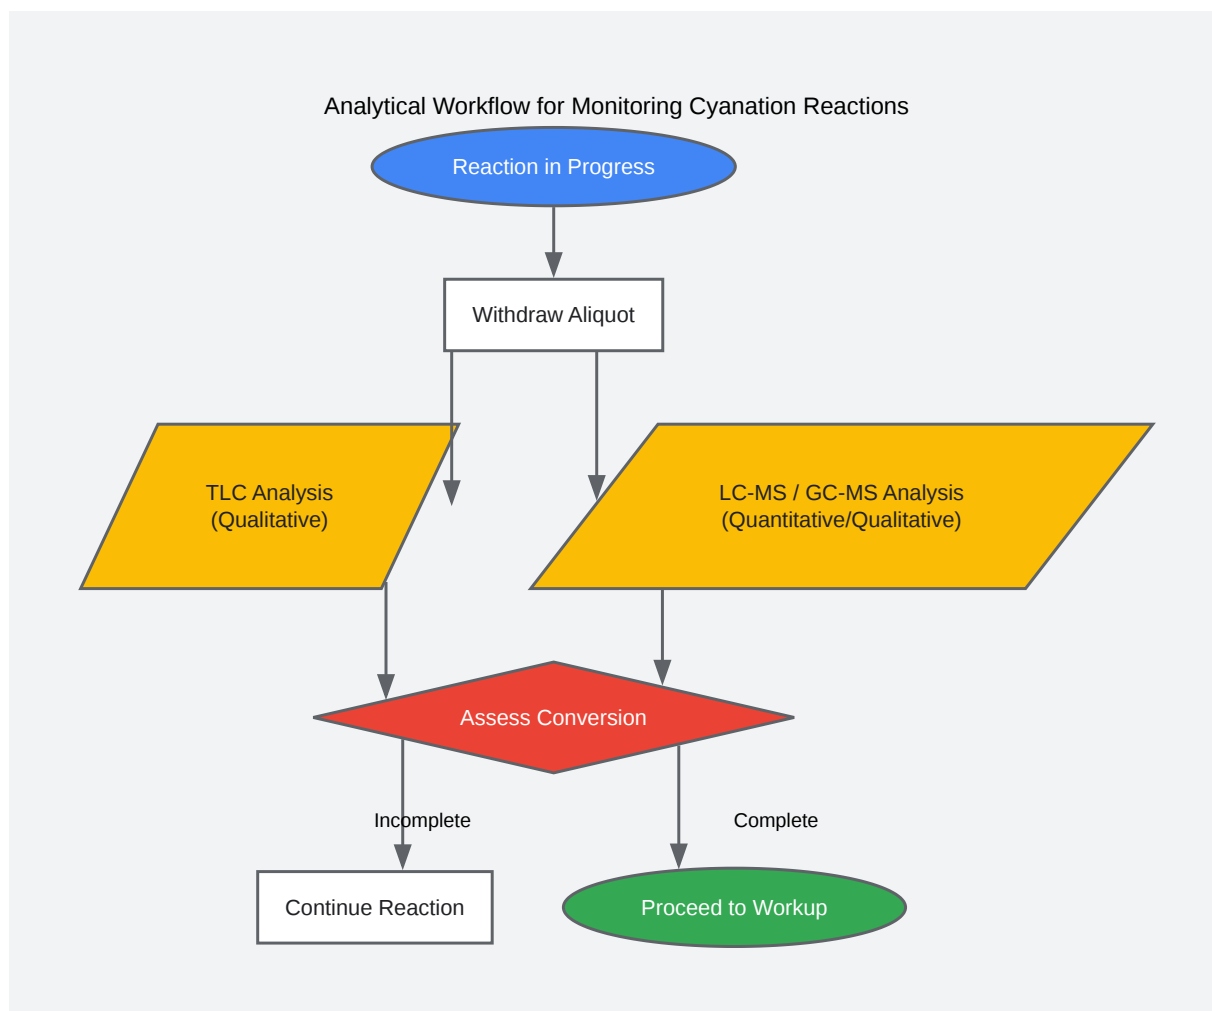 Analytical Workflow for Monitoring Cyanation Reactions
Reaction in Progress
Withdraw Aliquot
TLC Analysis
(Qualitative)
LC-MS / GC-MS Analysis
(Quantitative/Qualitative)
Assess Conversion
Incomplete
Complete
Continue Reaction
Proceed to Workup